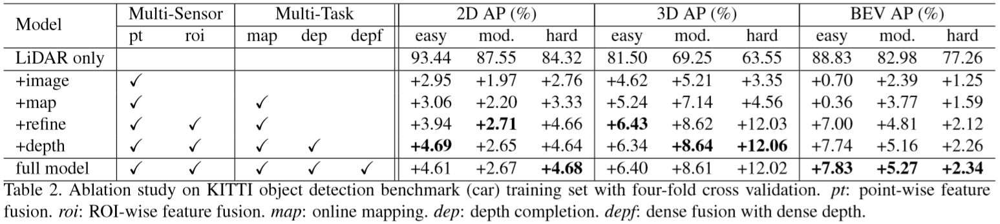 Model Multi-Sensor Multi-Task 2D AP (%) 3D AP (%) BEV AP (%)
pt roi map dep depf easy mod. hard easy mod. hard easy mod. hard
LiDAR only 93.44 87.55 84.32 81.50 69.25 63.55 88.83 82.98 77.26
+image ✓ +2.95 +1.97 +2.76 +4.62 +5.21 +3.35 +0.70 +2.39 +1.25
+map ✓ ✓ +3.06 +2.20 +3.33 +5.24 +7.14 +4.56 +0.36 +3.77 +1.59
+refine ✓ ✓ ✓ +3.94 +2.71 +4.66 +6.43 +8.62 +12.03 +7.00 +4.81 +2.12
+depth ✓ ✓ ✓ ✓ +4.69 +2.65 +4.64 +6.34 +8.64 +12.06 +7.74 +5.16 +2.26
full model ✓ ✓ ✓ ✓ ✓ +4.61 +2.67 +4.68 +6.40 +8.61 +12.02 +7.83 +5.27 +2.34
Table 2. Ablation study on KITTI object detection benchmark (car) training set with four-fold cross validation. pt: point-wise feature
fusion. roi: ROI-wise feature fusion. map: online mapping. dep: depth completion. depf: dense fusion with dense depth.